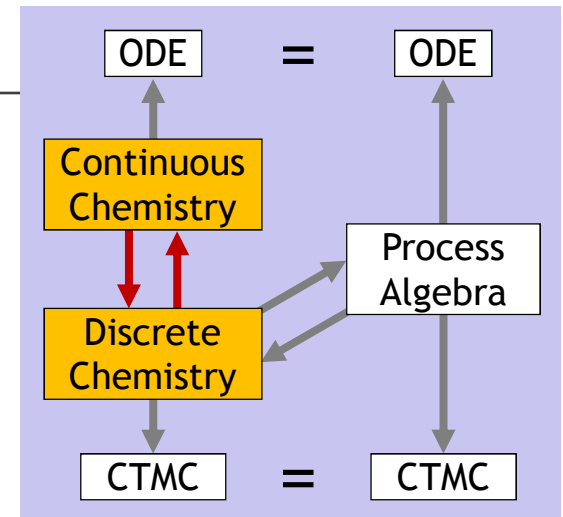 ODE = ODE
Continuous
Chemistry
Process
Algebra
Discrete
Chemistry
CTMC = CTMC